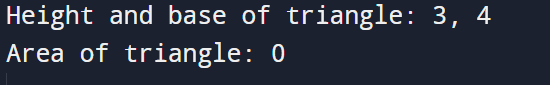 Height and base of triangle: 3, 4
Area of triangle: 0